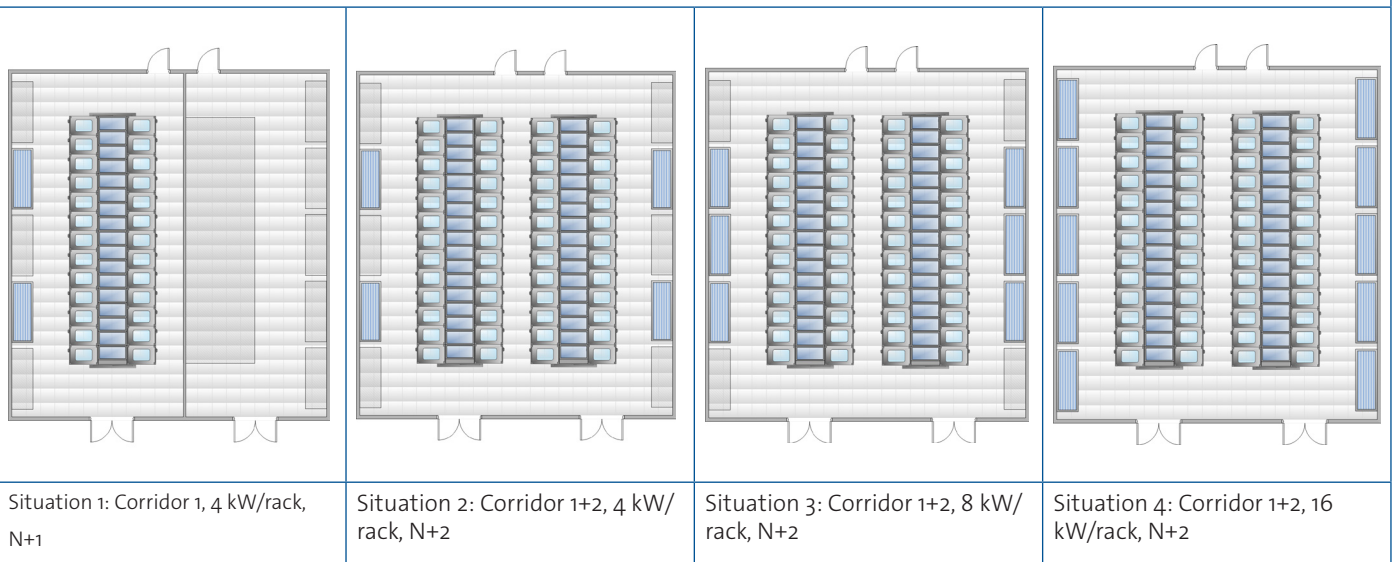 Situation 1: Corridor 1, 4 kW/rack,
N+1
Situation 2: Corridor 1+2, 4 kW/
rack, N+2
Situation 3: Corridor 1+2, 8 kW/
rack, N+2
Situation 4: Corridor 1+2, 16
kW/rack, N+2